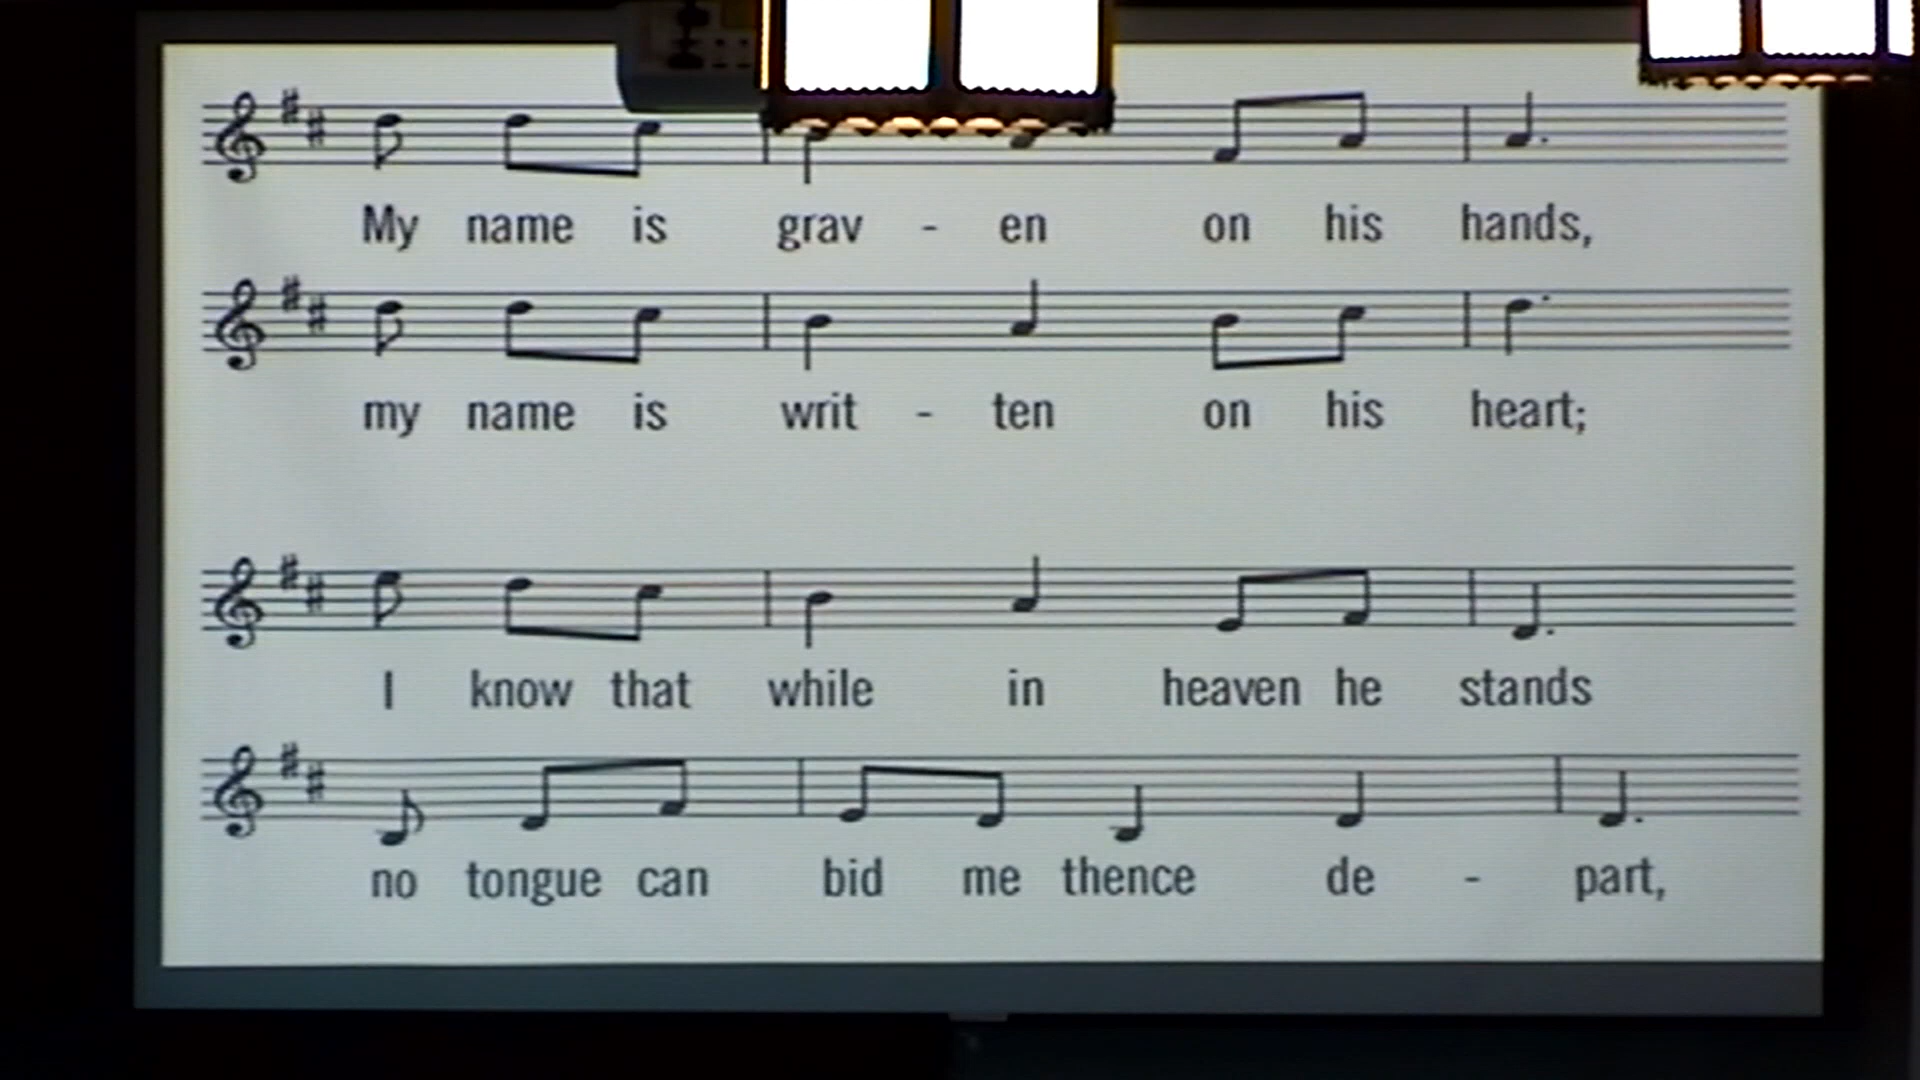 My name is grav - en on his hands,
my name is writ - ten on his heart;
I know that while in heaven he stands
no tongue can bid me thence de - part,